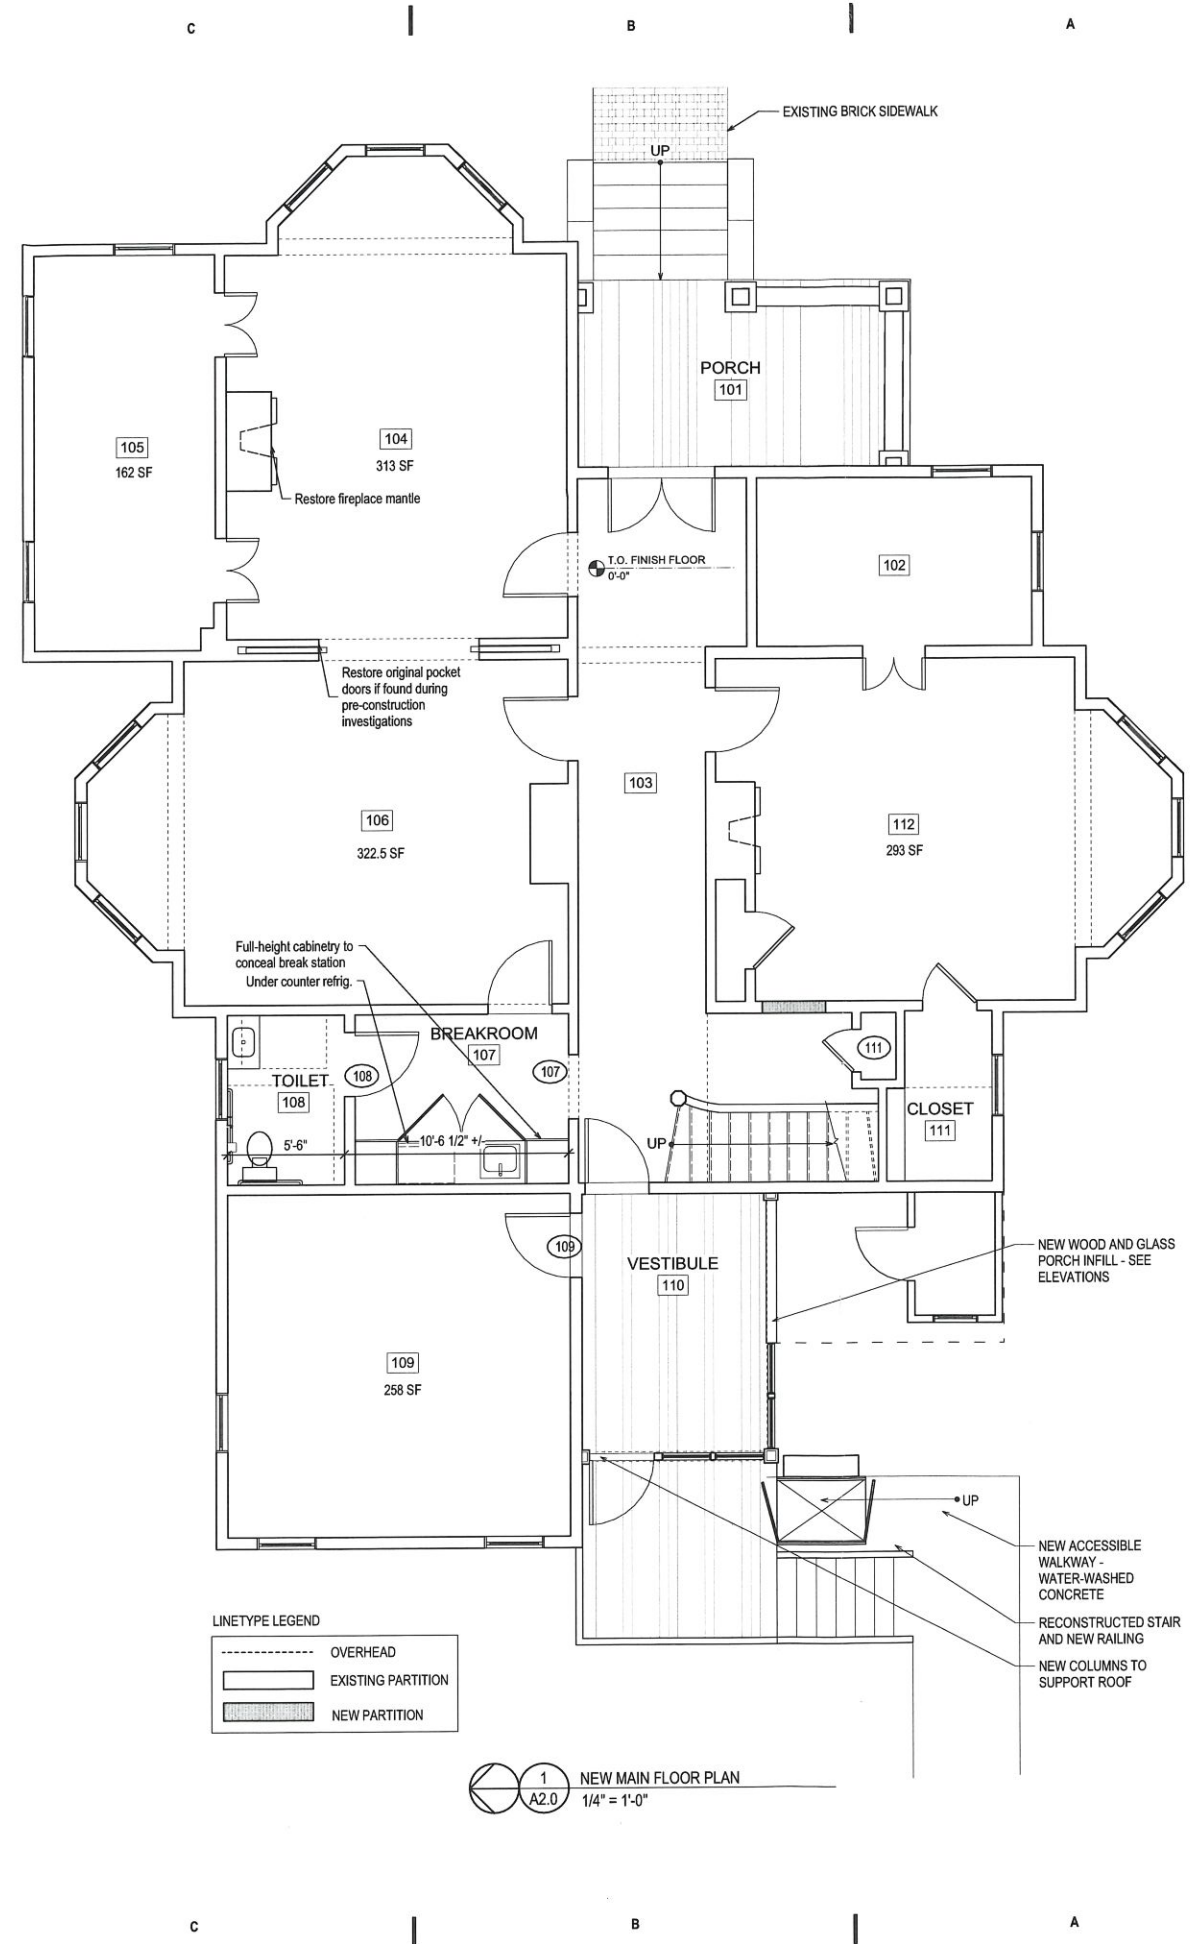 C
B
A
EXISTING BRICK SIDEWALK
UP
PORCH
101
105
162 SF
104
313 SF
Restore fireplace mantle
T.O. FINISH FLOOR
0'-0"
102
Restore original pocket
doors if found during
pre-construction
investigations
103
106
322.5 SF
112
293 SF
Full-height cabinetry to
conceal break station
Under counter refrig.
BREAKROOM
107
107
111
TOILET
108
108
CLOSET
111
5'-6"
10'-6 1/2" +/-
UP
109
VESTIBULE
110
NEW WOOD AND GLASS
PORCH INFILL - SEE
ELEVATIONS
109
258 SF
UP
NEW ACCESSIBLE
WALKWAY -
WATER-WASHED
CONCRETE
RECONSTRUCTED STAIR
AND NEW RAILING
NEW COLUMNS TO
SUPPORT ROOF
LINETYPE LEGEND
OVERHEAD
EXISTING PARTITION
NEW PARTITION
1
A2.0
NEW MAIN FLOOR PLAN
1/4" = 1'-0"
C
B
A